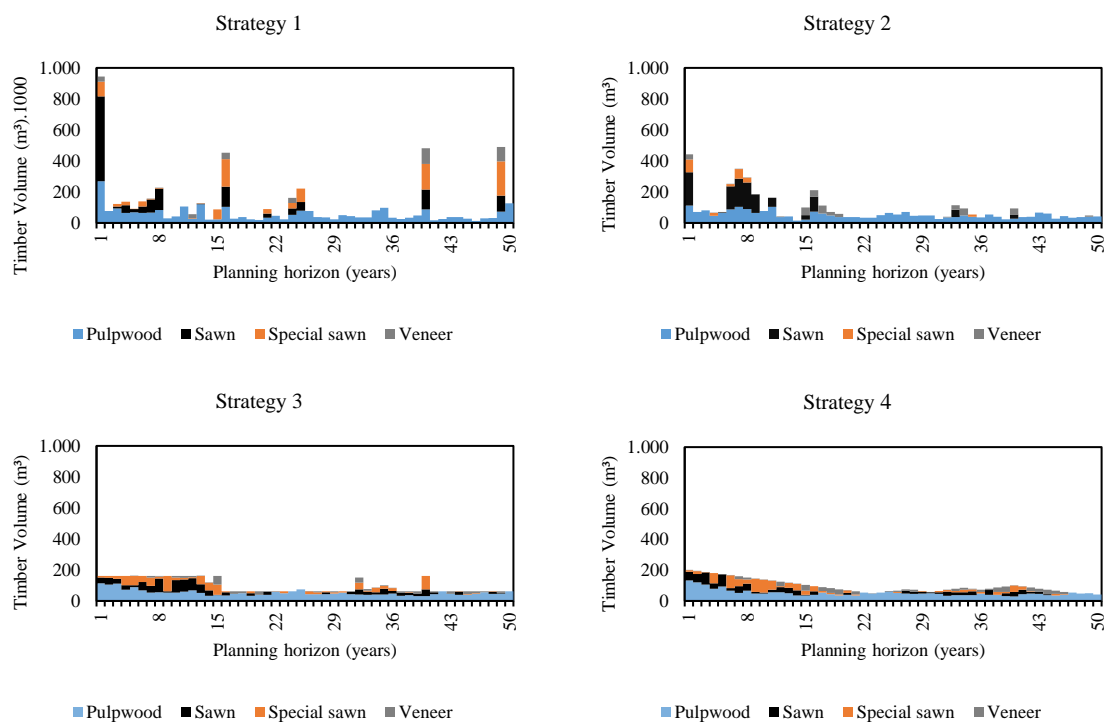 Strategy 1
Timber Volume (m³).1000
1.000
800
600
400
200
0
1 8 15 22 29 36 43 50
Planning horizon (years)
Pulpwood Sawn Special sawn Veneer
Strategy 2
Timber Volume (m³)
1.000
800
600
400
200
0
1 8 15 22 29 36 43 50
Planning horizon (years)
Pulpwood Sawn Special sawn Veneer
Strategy 3
Timber Volume (m³)
1.000
800
600
400
200
0
1 8 15 22 29 36 43 50
Planning horizon (years)
Pulpwood Sawn Special sawn Veneer
Strategy 4
Timber Volume (m³)
1.000
800
600
400
200
0
1 8 15 22 29 36 43 50
Planning horizon (years)
Pulpwood Sawn Special sawn Veneer